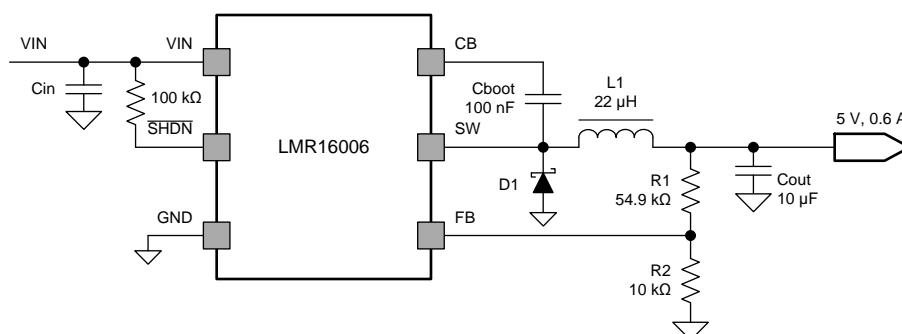 VIN
Cin
100 kΩ
SHDN
GND
VIN
LMR16006
CB
SW
FB
Cboot
100 nF
D1
L1
22 µH
R1
54.9 kΩ
R2
10 kΩ
Cout
10 µF
5 V, 0.6 A